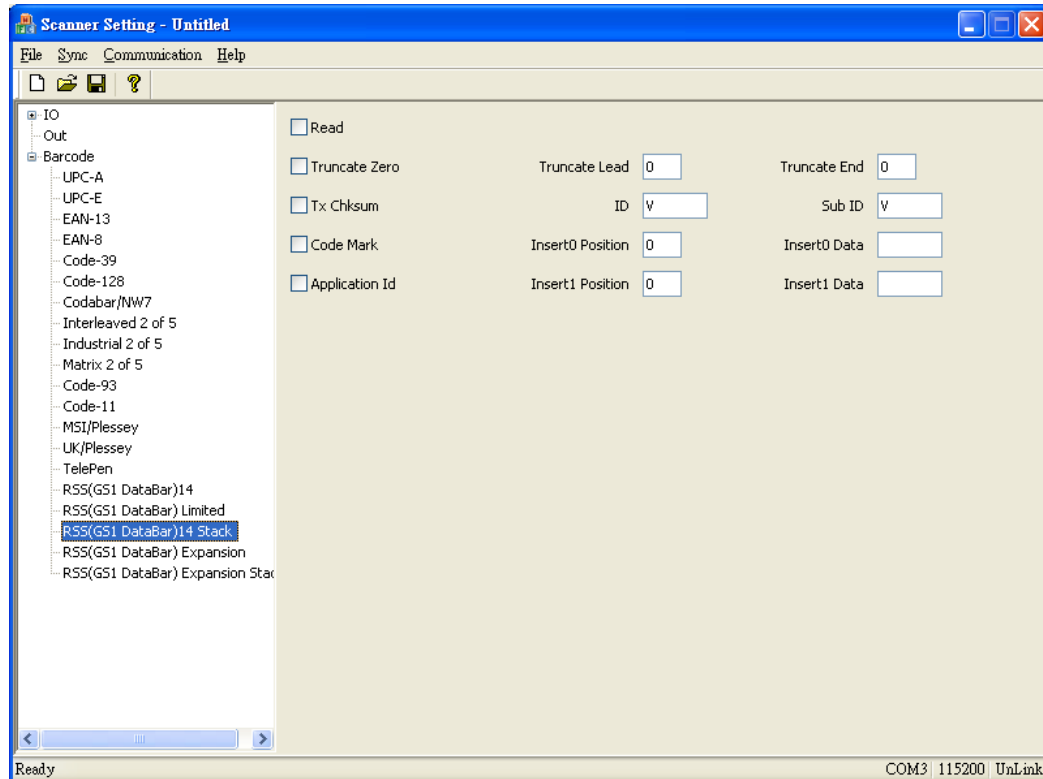 Scanner Setting - Untitled
File Sync Communication Help
IO
Out
Barcode
UPC-A
UPC-E
EAN-13
EAN-8
Code-39
Code-128
Codabar/NW7
Interleaved 2 of 5
Industrial 2 of 5
Matrix 2 of 5
Code-93
Code-11
MSI/Plessey
UK/Plessey
TelePen
RSS(GS1 DataBar)14
RSS(GS1 DataBar) Limited
RSS(GS1 DataBar)14 Stack
RSS(GS1 DataBar) Expansion
RSS(GS1 DataBar) Expansion Stac
Read
Truncate Zero Truncate Lead 0 Truncate End 0
Tx Chksum ID V Sub ID V
Code Mark Insert0 Position 0 Insert0 Data
Application Id Insert1 Position 0 Insert1 Data
Ready COM3 115200 UnLink